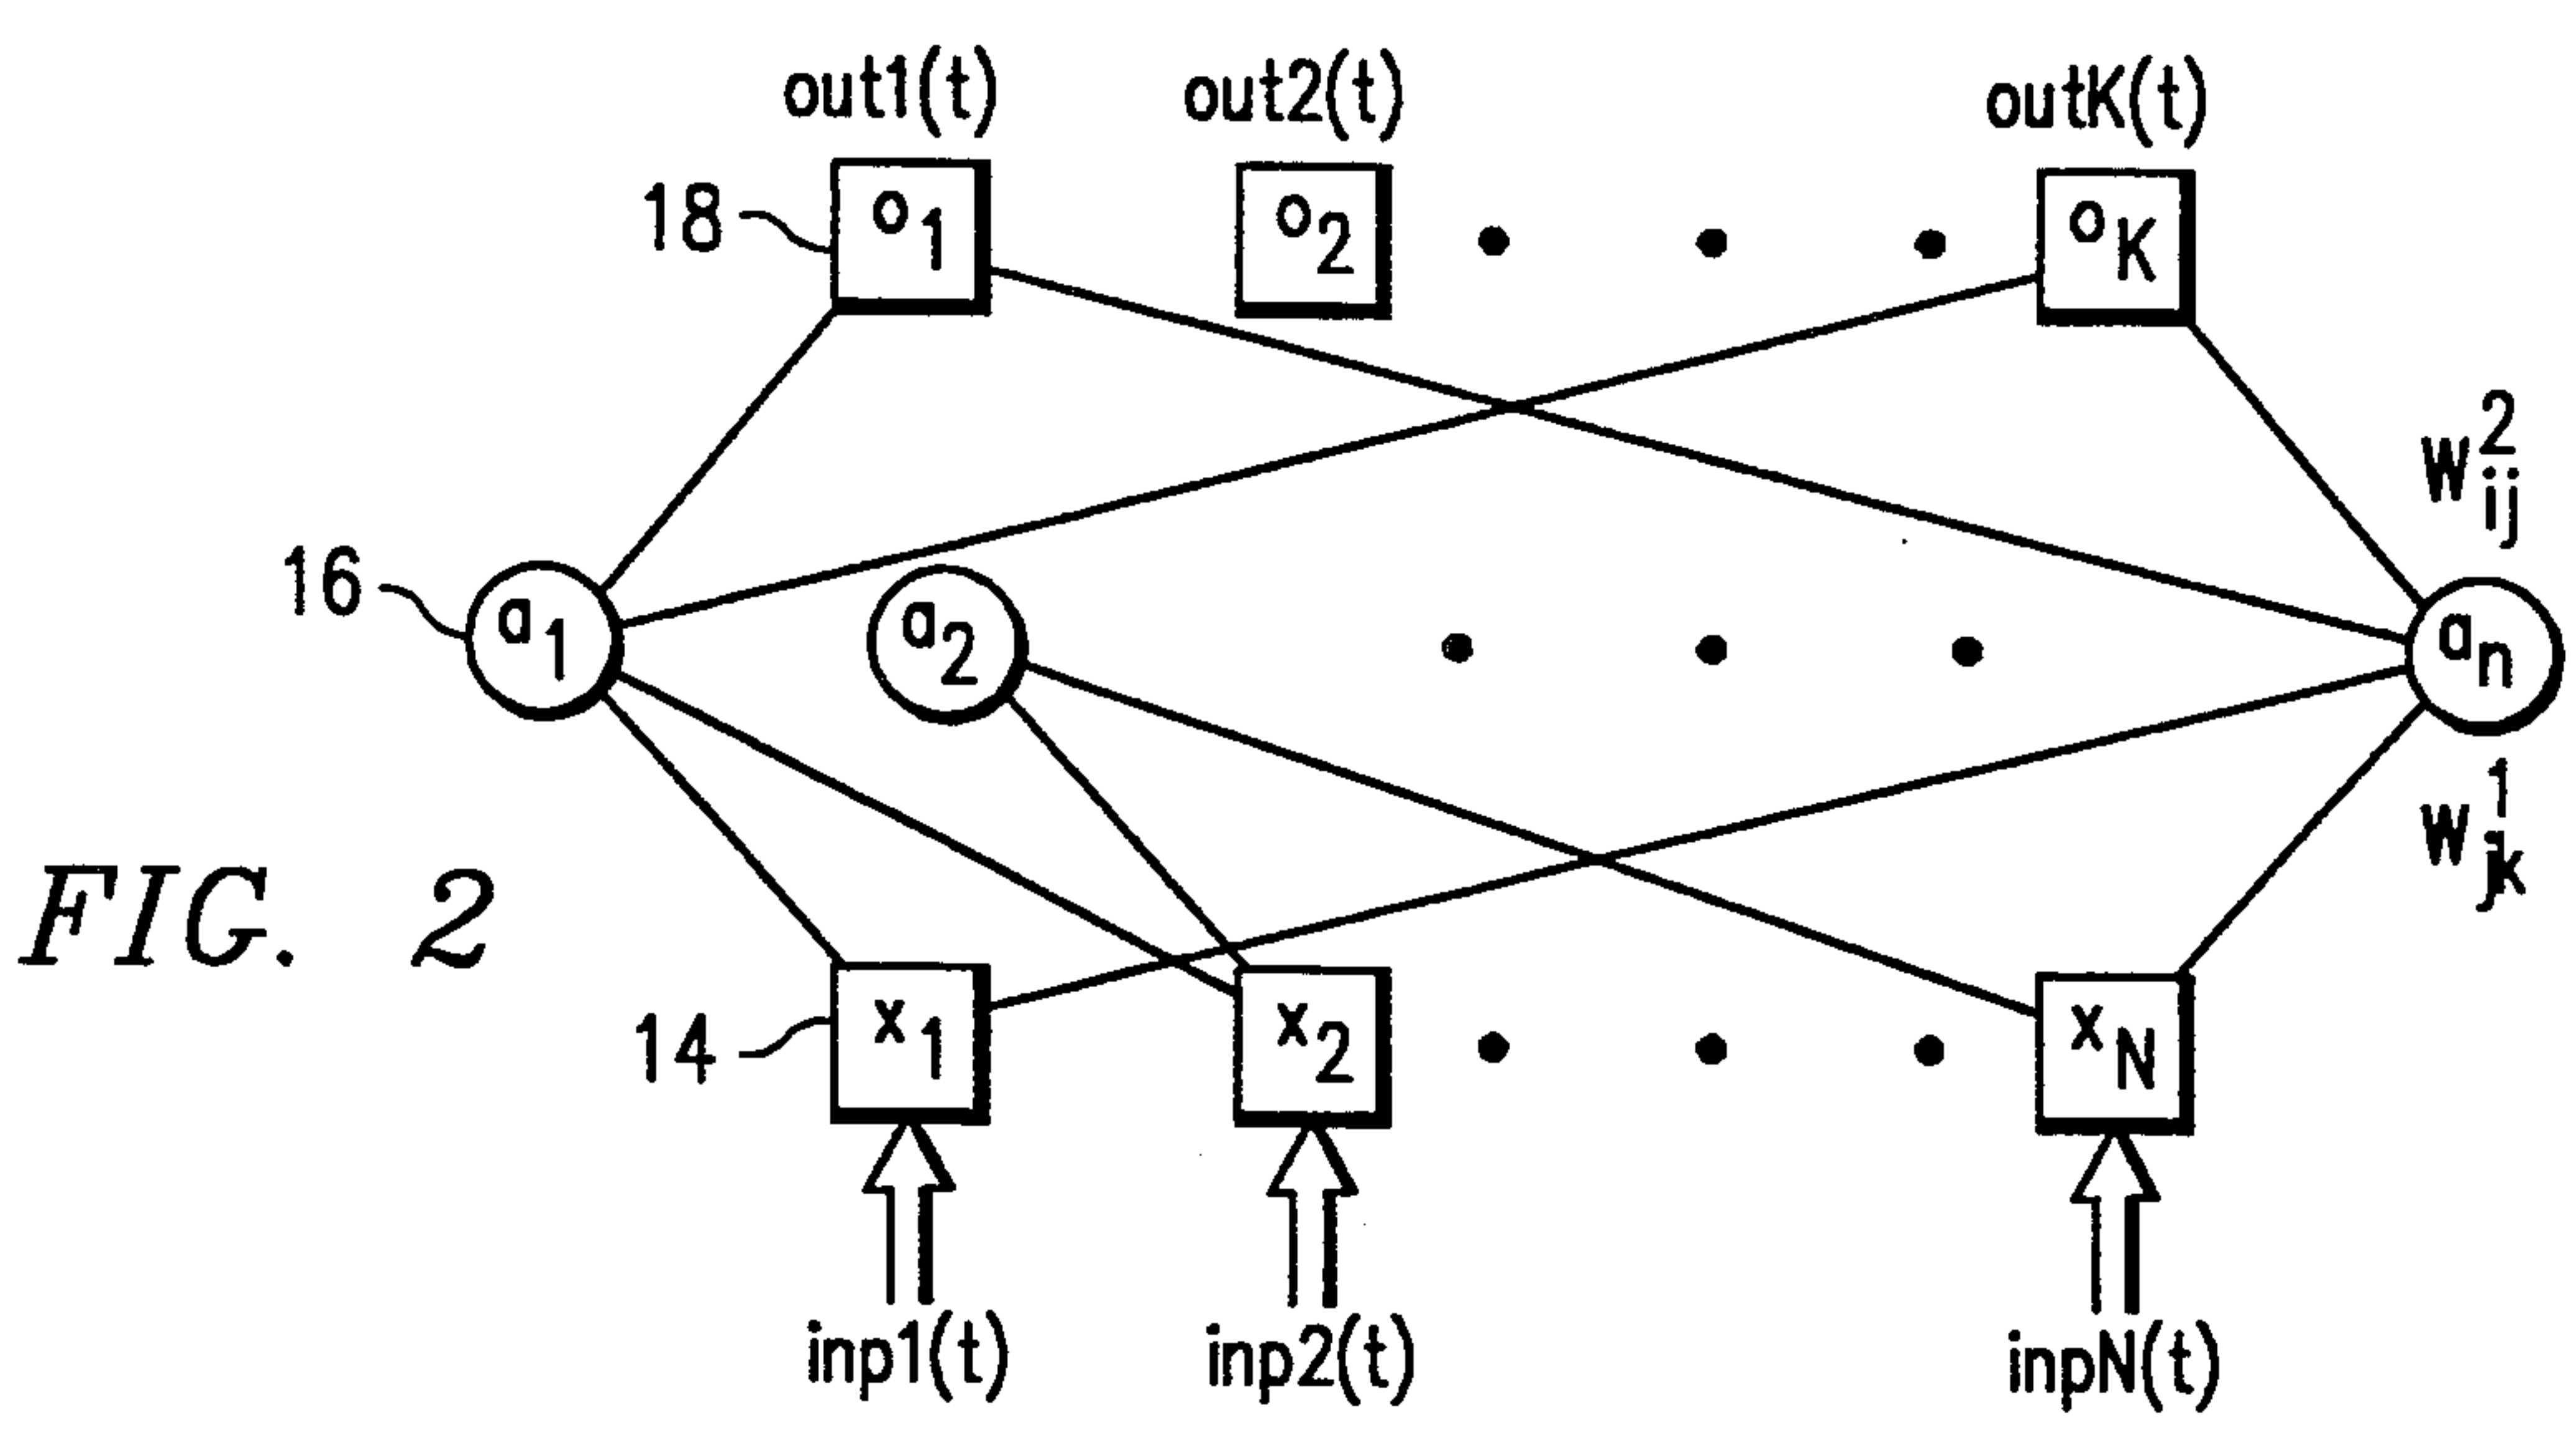 out1(t) out2(t) outK(t)
18 o1 o2 oK
W²ij
16 a1 a2 an
W¹jk
FIG. 2
14 x1 x2 xN
inp1(t) inp2(t) inpN(t)